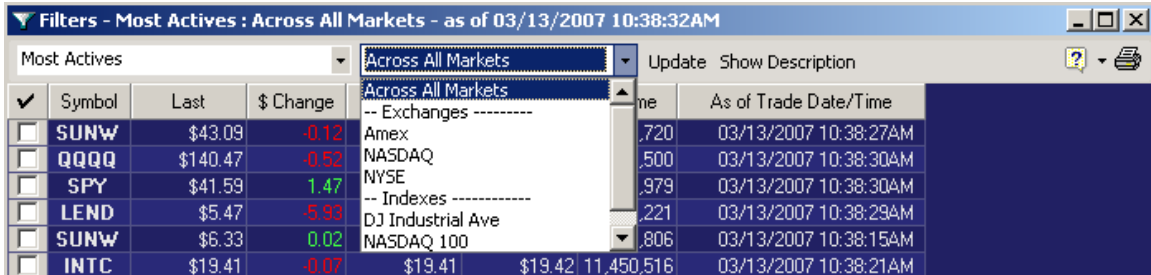 Filters - Most Actives : Across All Markets - as of 03/13/2007 10:38:32AM
Most Actives Across All Markets Update Show Description
Across All Markets
-- Exchanges ---------
Amex
NASDAQ
NYSE
-- Indexes ------------
DJ Industrial Ave
NASDAQ 100
Symbol Last $ Change me As of Trade Date/Time
SUNW $43.09 -0.12 ,720 03/13/2007 10:38:27AM
QQQQ $140.47 -0.52 ,500 03/13/2007 10:38:30AM
SPY $41.59 1.47 ,979 03/13/2007 10:38:30AM
LEND $5.47 -5.93 ,221 03/13/2007 10:38:29AM
SUNW $6.33 0.02 ,806 03/13/2007 10:38:15AM
INTC $19.41 -0.07 $19.41 $19.42 11,450,516 03/13/2007 10:38:21AM